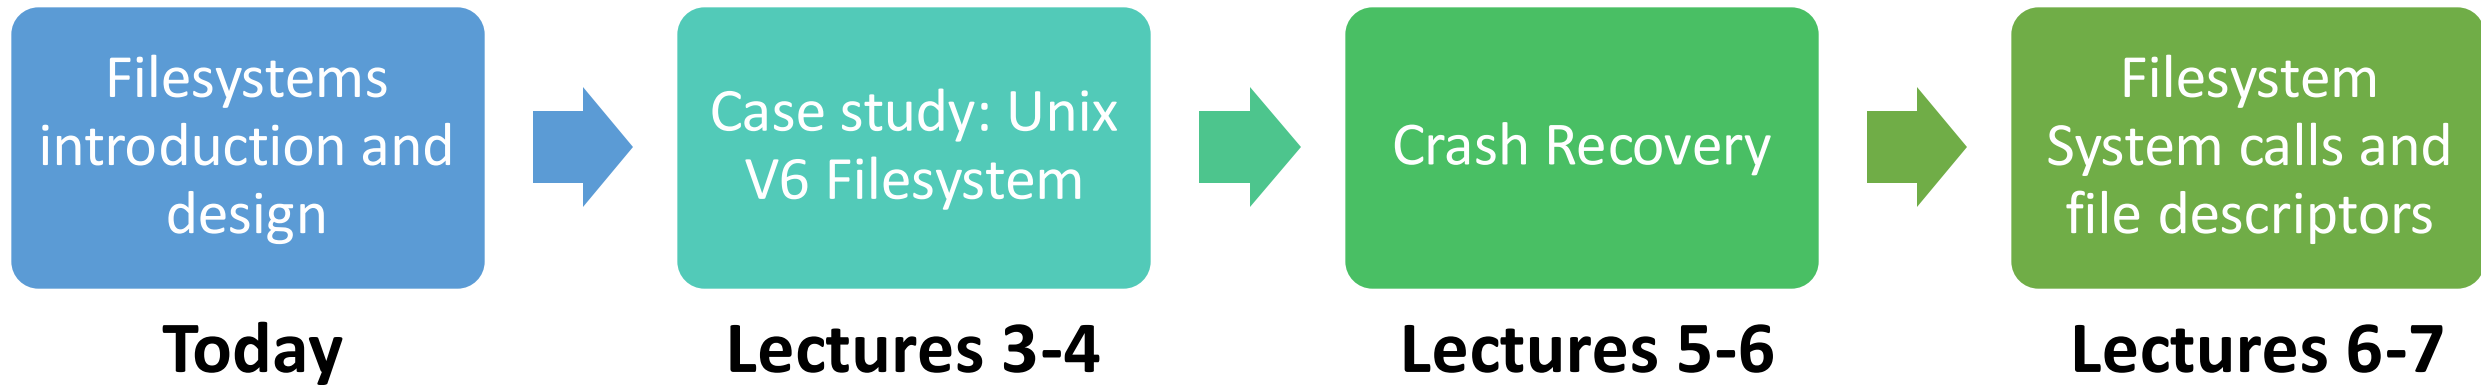 Filesystems
introduction and
design
Today
Case study: Unix
V6 Filesystem
Lectures 3-4
Crash Recovery
Lectures 5-6
Filesystem
System calls and
file descriptors
Lectures 6-7